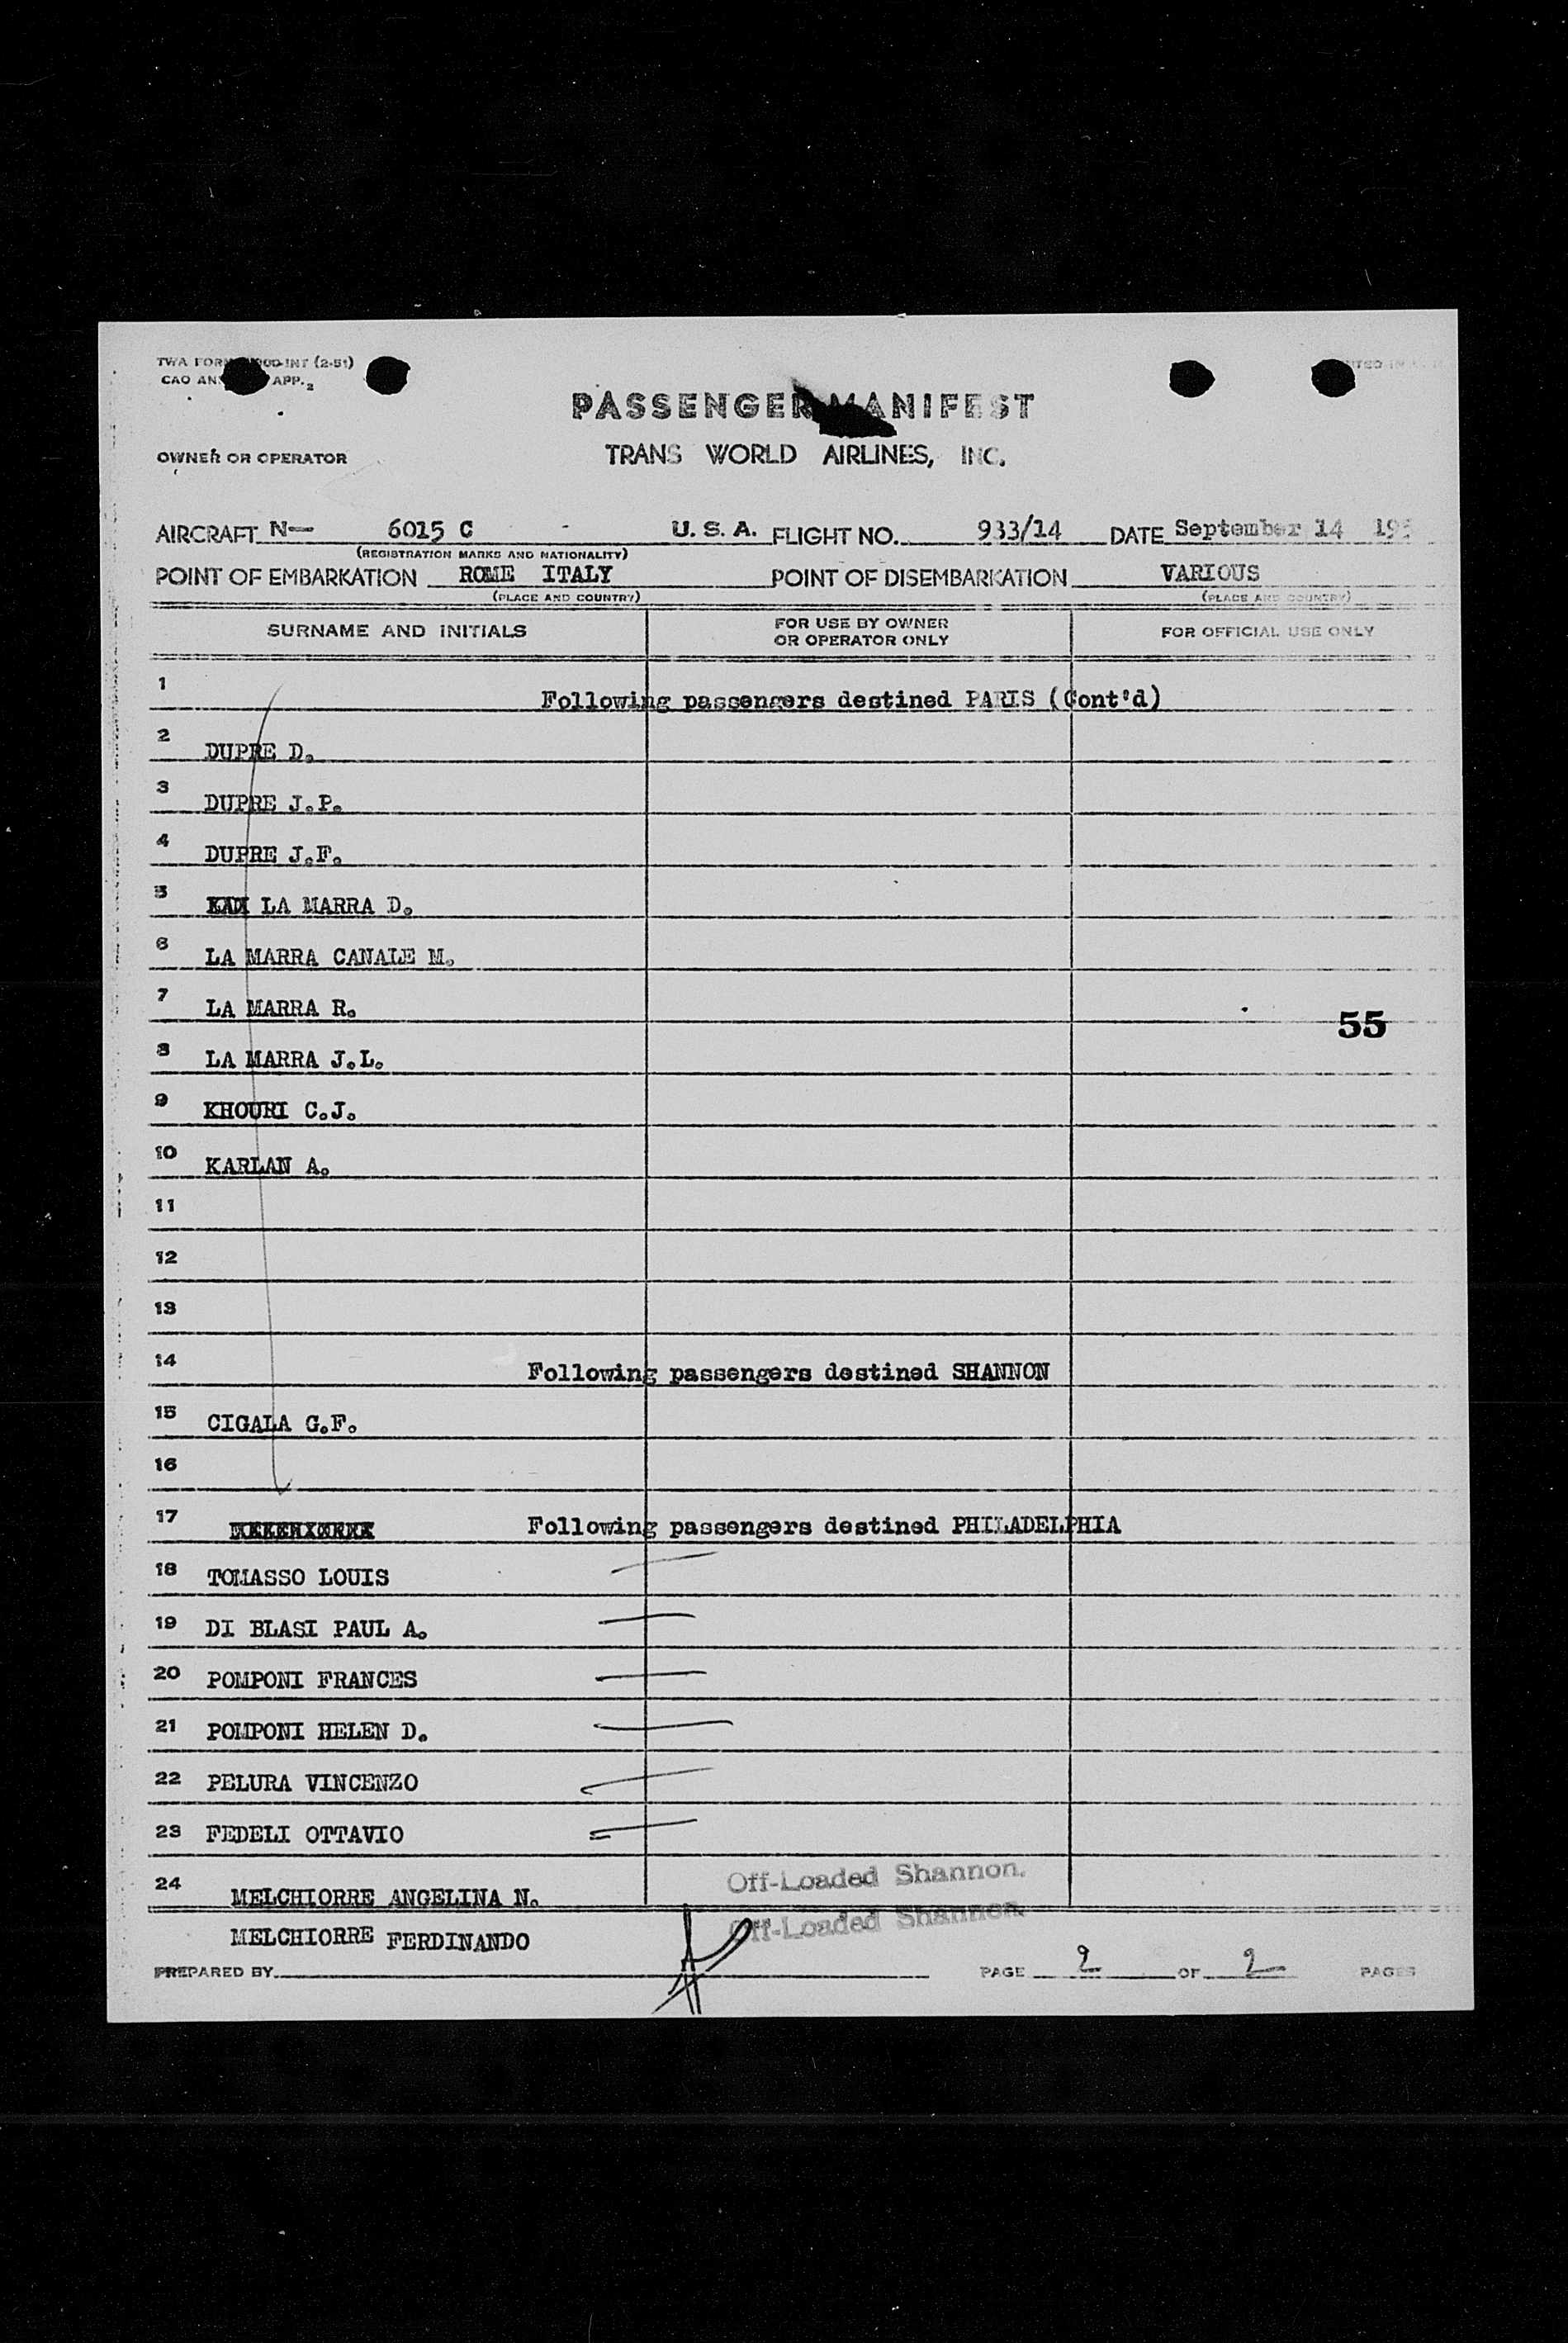 TWA FORM INT (2-51)
CAO APP. 2
PASSENGER MANIFEST
OWNER OR OPERATOR
TRANS WORLD AIRLINES, INC.
AIRCRAFT N— 6015 C - U. S. A. FLIGHT NO. 933/14 DATE September 14
(REGISTRATION MARKS AND NATIONALITY)
POINT OF EMBARKATION ROME ITALY POINT OF DISEMBARKATION VARIOUS
(PLACE AND COUNTRY) (PLACE AND COUNTRY)
SURNAME AND INITIALS FOR USE BY OWNER OR OPERATOR ONLY FOR OFFICIAL USE ONLY
1 Following passengers destined PARIS (Cont'd)
2 DUPRE D.
3 DUPRE J.P.
4 DUPRE J.F.
5 LA MARRA D.
6 LA MARRA CANALE M.
7 LA MARRA R.
55
8 LA MARRA J.L.
9 KHOURI C.J.
10 KARLAN A.
11
12
13
14 Following passengers destined SHANNON
15 CIGALA G.F.
16
17 Following passengers destined PHILADELPHIA
18 TOMASSO LOUIS
19 DI BLASI PAUL A.
20 POMPONI FRANCES
21 POMPONI HELEN D.
22 PELURA VINCENZO
23 FEDELI OTTAVIO
24 MELCHIORRE ANGELINA N. Off-Loaded Shannon.
MELCHIORRE FERDINANDO Off-Loaded Shannon.
PREPARED BY PAGE 2 OF 2 PAGES